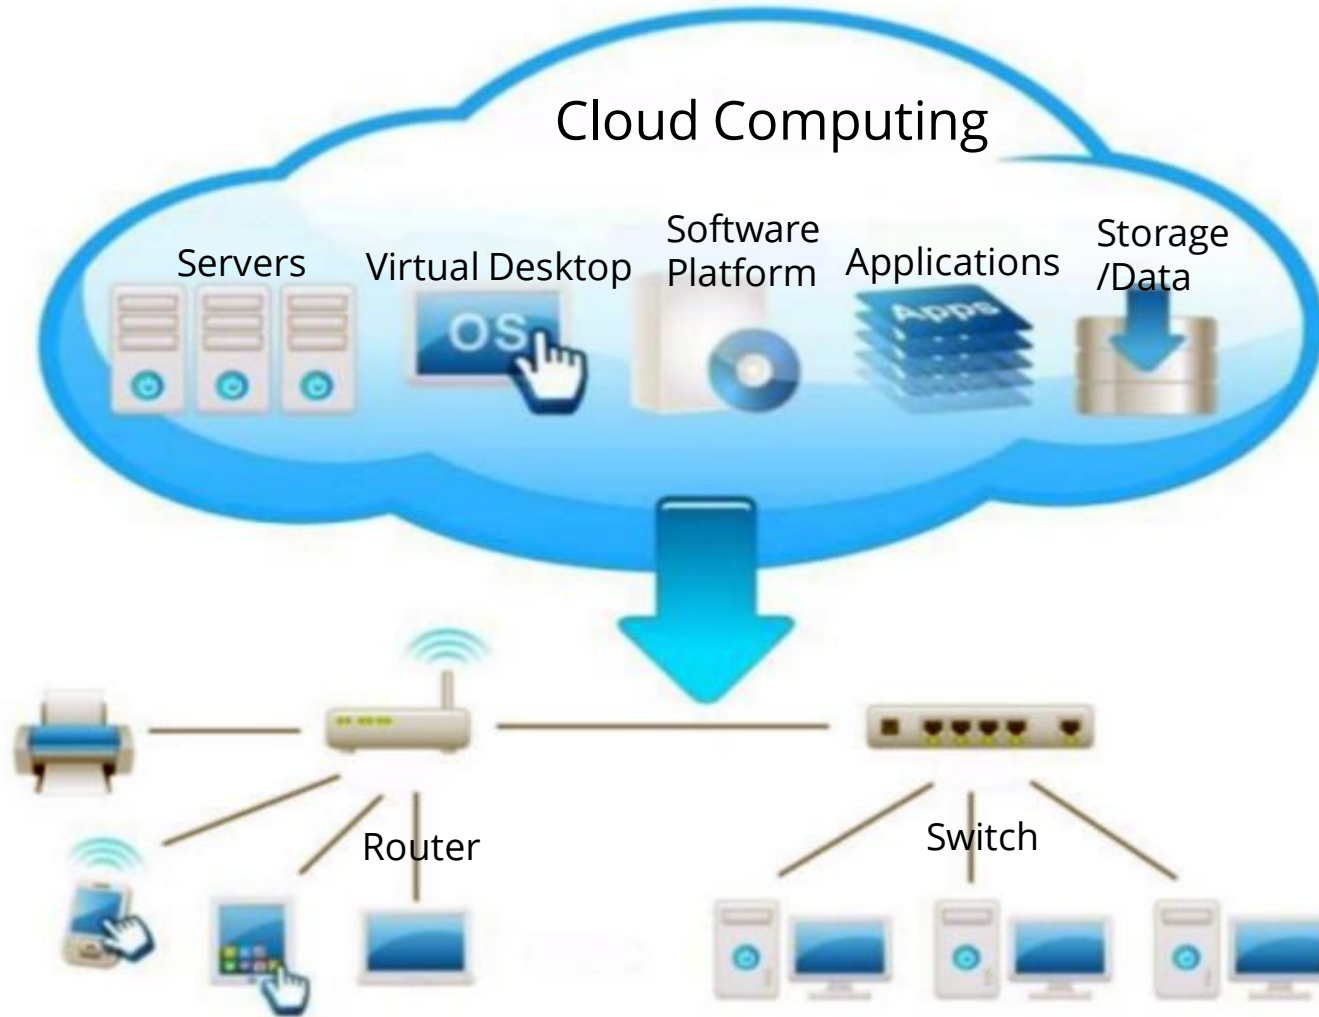 Cloud Computing
Servers
Virtual Desktop
Software
Platform
Applications
Storage
/Data
OS
Apps
Router
Switch